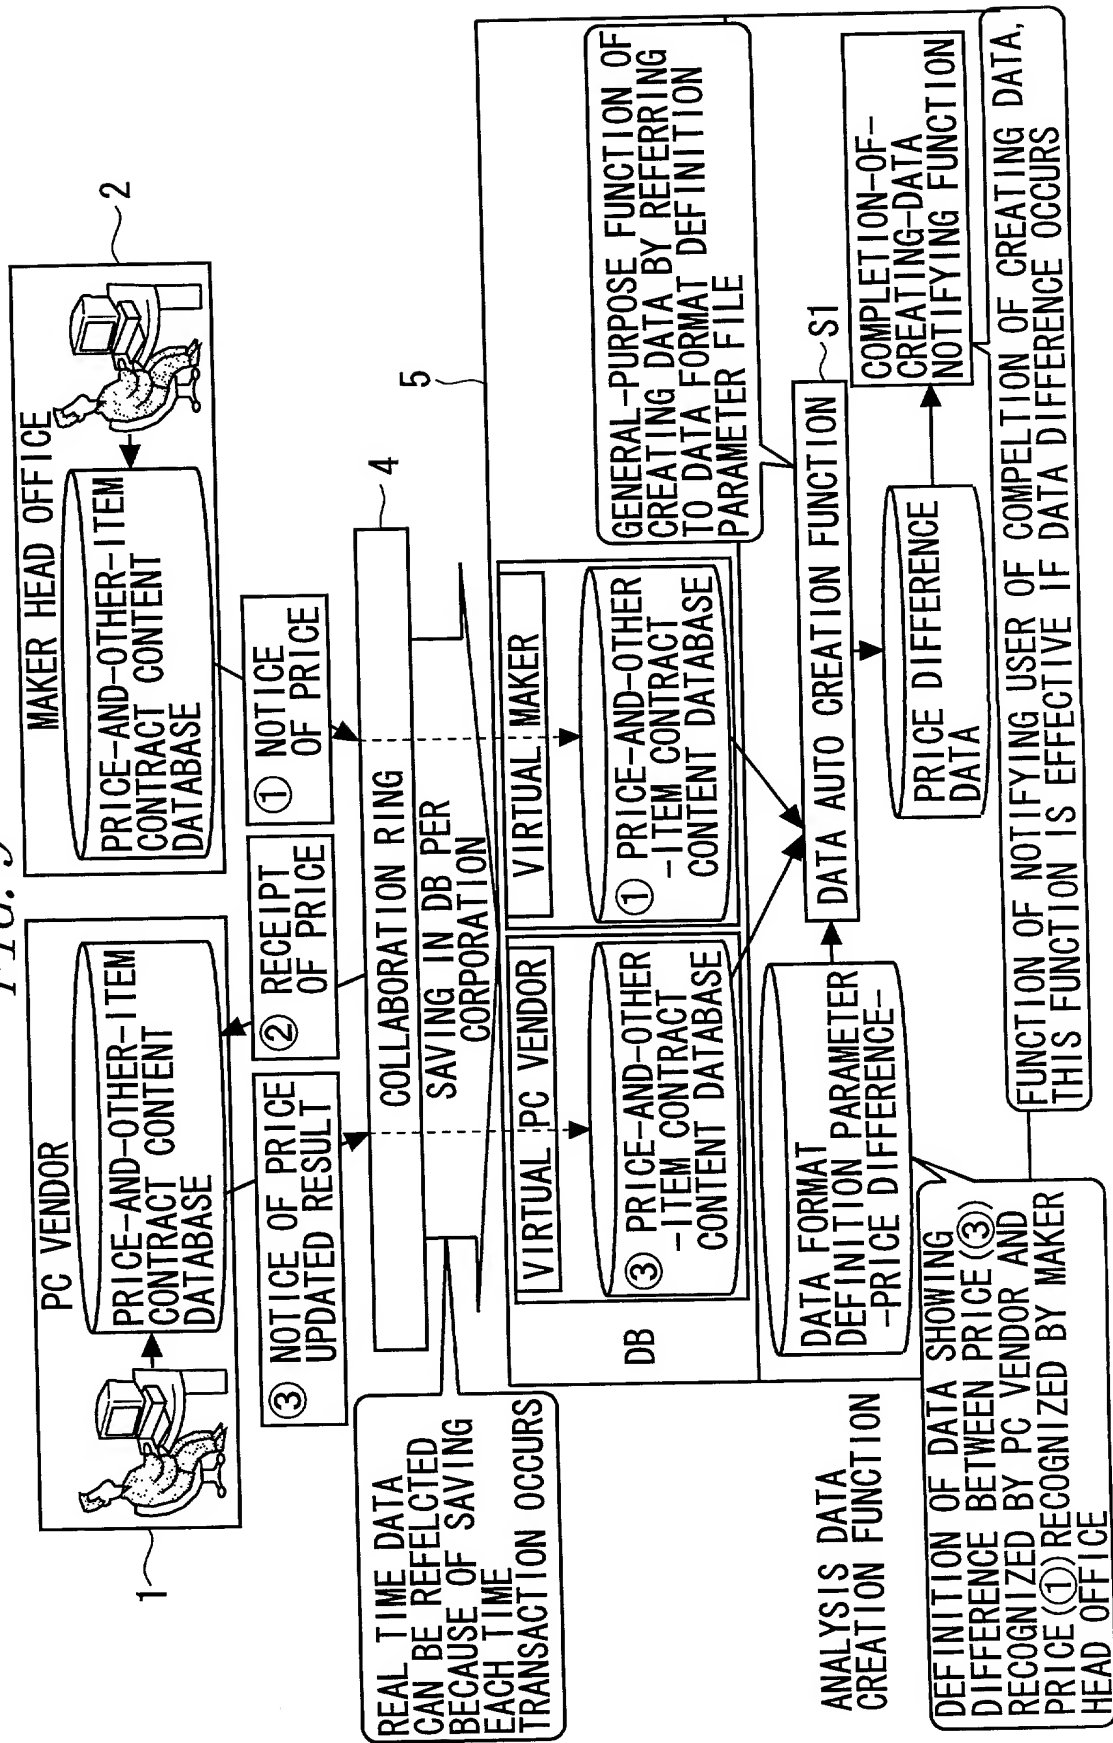 PC VENDOR
PRICE-AND-OTHER-ITEM
CONTRACT CONTENT
DATABASE
1
MAKER HEAD OFFICE
PRICE-AND-OTHER-ITEM
CONTRACT CONTENT
DATABASE
2
③ NOTICE OF PRICE
UPDATED RESULT
② RECEIPT
OF PRICE
① NOTICE
OF PRICE
REAL TIME DATA
CAN BE REFELCTED
BECAUSE OF SAVING
EACH TIME
TRANSACTION OCCURS
COLLABORATION RING
4
SAVING IN DB PER
CORPORATION
5
DB
VIRTUAL PC VENDOR
③ PRICE-AND-OTHER
-ITEM CONTRACT
CONTENT DATABASE
VIRTUAL MAKER
① PRICE-AND-OTHER
-ITEM CONTRACT
CONTENT DATABASE
GENERAL-PURPOSE FUNCTION OF
CREATING DATA BY REFERRING
TO DATA FORMAT DEFINITION
PARAMETER FILE
ANALYSIS DATA
CREATION FUNCTION
DATA FORMAT
DEFINITION PARAMETER
-PRICE DIFFERENCE-
DATA AUTO CREATION FUNCTION
S1
PRICE DIFFERENCE
DATA
COMPLETION-OF-
CREATING-DATA
NOTIFYING FUNCTION
DEFINITION OF DATA SHOWING
DIFFERENCE BETWEEN PRICE(③)
RECOGNIZED BY PC VENDOR AND
PRICE(①)RECOGNIZED BY MAKER
HEAD OFFICE
FUNCTION OF NOTIFYING USER OF COMPELTION OF CREATING DATA,
THIS FUNCTION IS EFFECTIVE IF DATA DIFFERENCE OCCURS